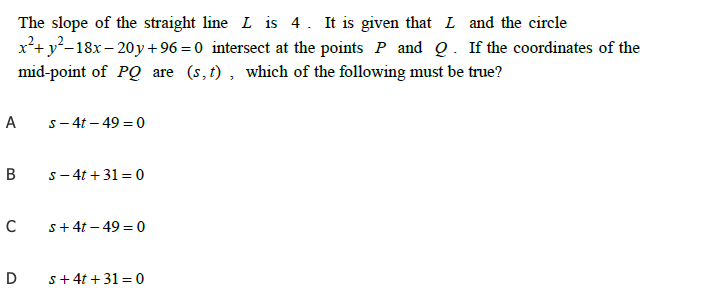 The slope of the straight line L is 4 . It is given that L and the circle
x²+ y²–18x – 20y + 96 = 0 intersect at the points P and Q . If the coordinates of the
mid-point of PQ are (s, t) , which of the following must be true?
A s – 4t – 49 = 0
B s – 4t + 31 = 0
C s + 4t – 49 = 0
D s + 4t + 31 = 0